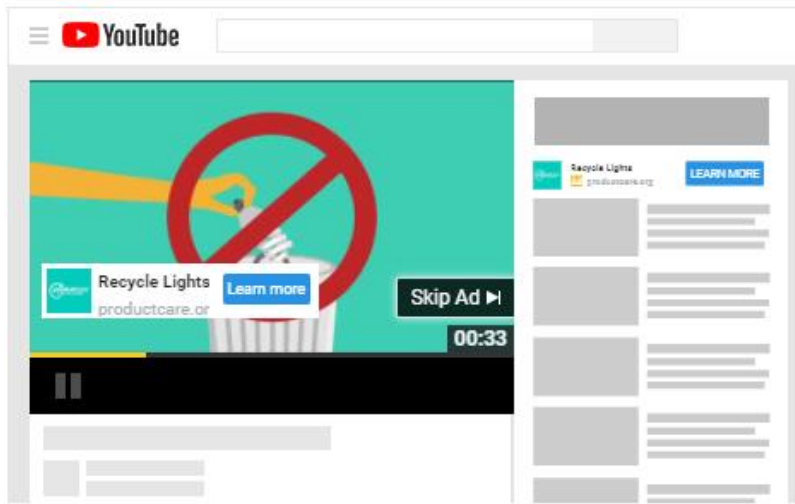 YouTube
Recycle Lights
productcare.or
Learn more
Skip Ad
00:33
Recycle Lights
productcare.org
LEARN MORE